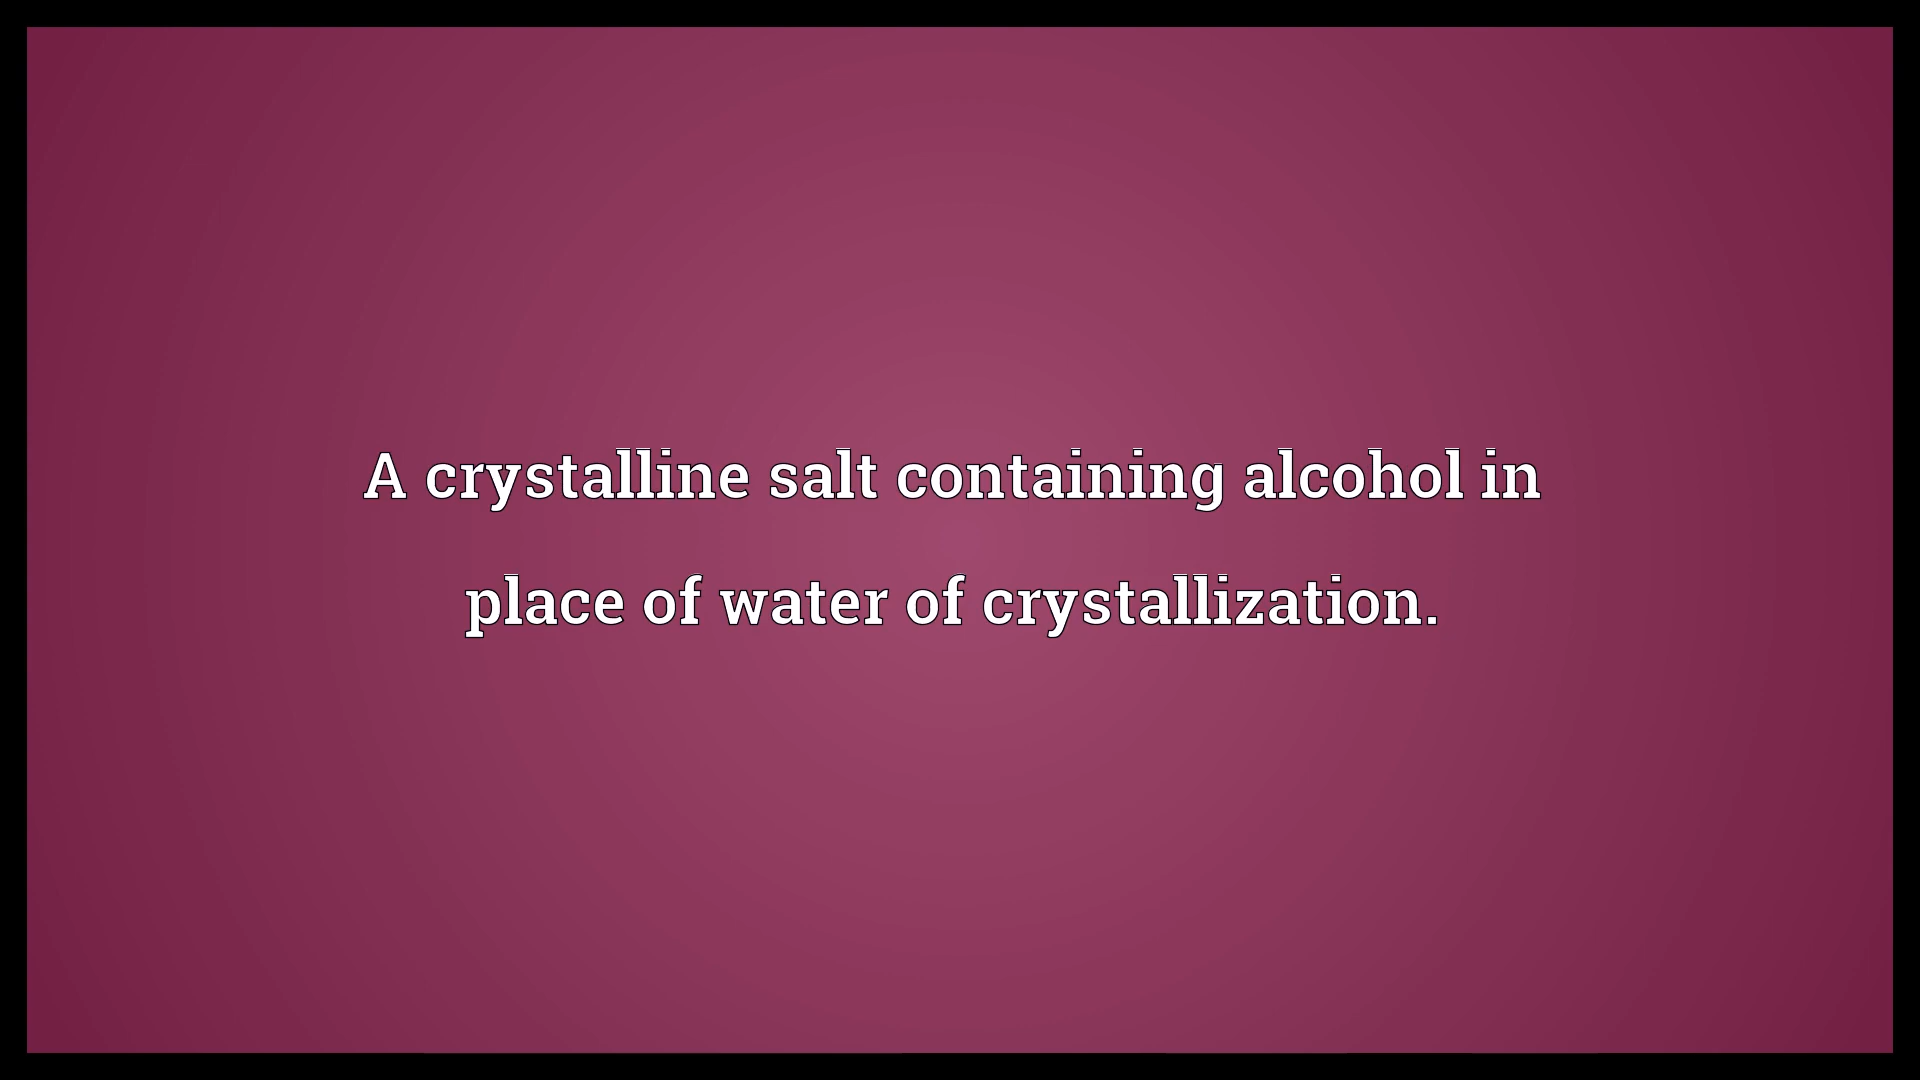 A crystalline salt containing alcohol in
place of water of crystallization.